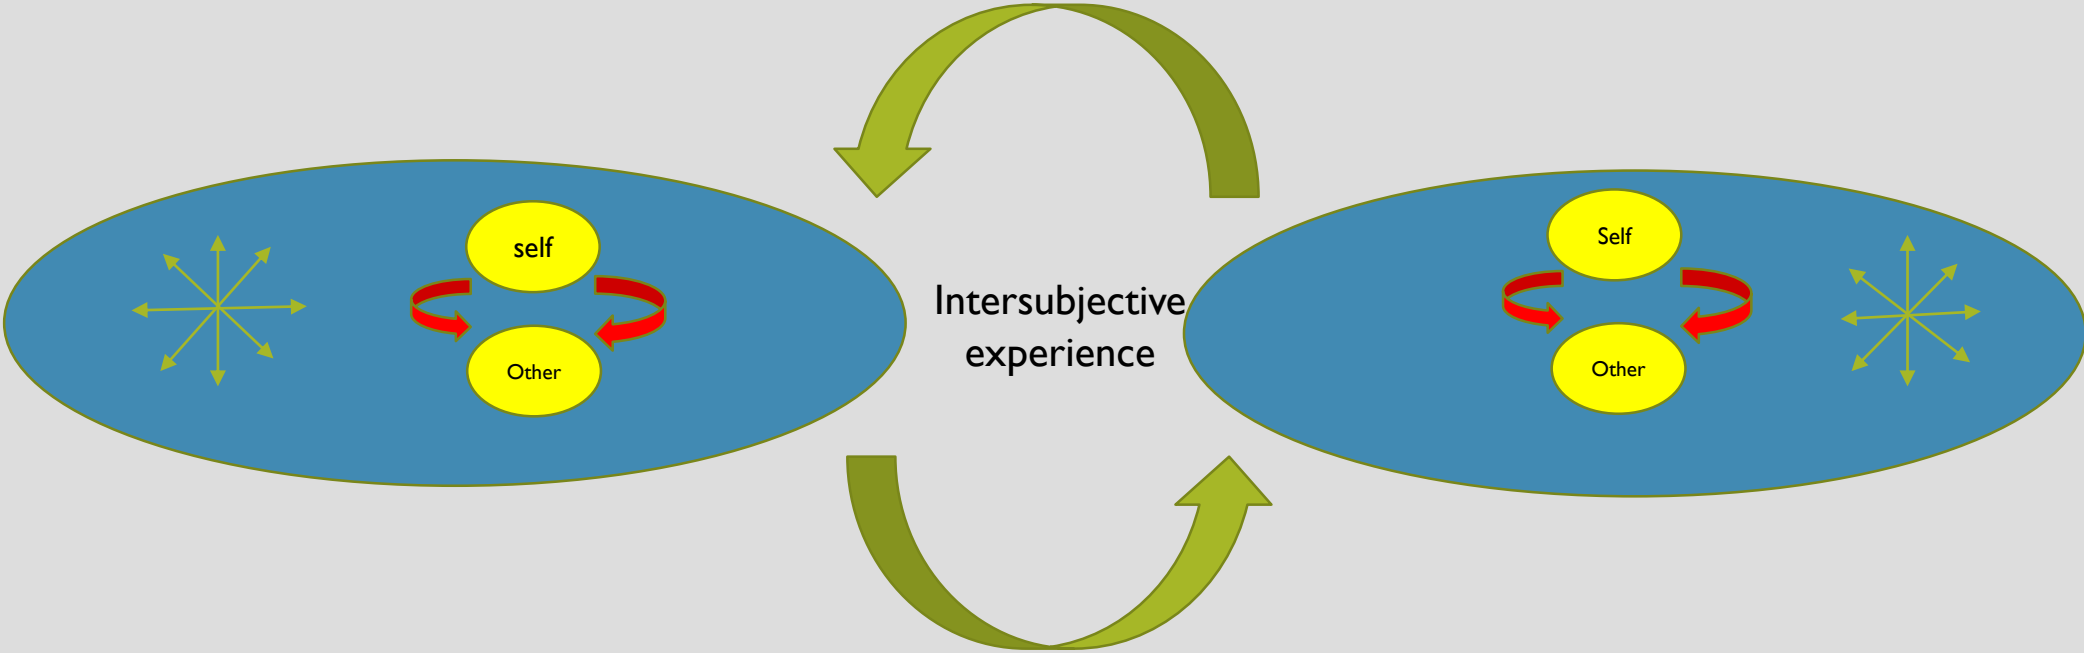 self
Other
Intersubjective
experience
Self
Other